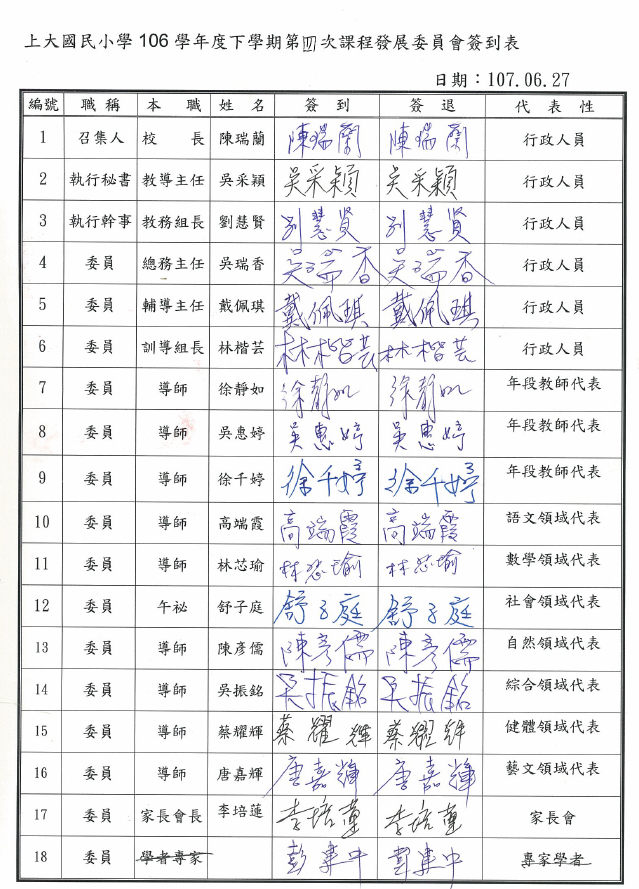 上大國民小學 106 學年度下學期第四次課程發展委員會簽到表
日期：107.06.27
編號 職稱 本職 姓名 簽到 簽退 代表性
1 召集人 校長 陳瑞蘭 陳瑞蘭 陳瑞蘭 行政人員
2 執行秘書 教導主任 吳采穎 吳采穎 吳采穎 行政人員
3 執行幹事 教務組長 劉慧賢 刘慧賢 刘慧賢 行政人員
4 委員 總務主任 吳瑞香 吳瑞香 吳瑞香 行政人員
5 委員 輔導主任 戴佩琪 戴佩琪 戴佩琪 行政人員
6 委員 訓導組長 林楷芸 林楷芸 林楷芸 行政人員
7 委員 導師 徐靜如 徐靜如 徐靜如 年段教師代表
8 委員 導師 吳惠婷 吳惠婷 吳惠婷 年段教師代表
9 委員 導師 徐千婷 徐千婷 徐千婷 年段教師代表
10 委員 導師 高端霞 高端霞 高端霞 語文領域代表
11 委員 導師 林芯瑜 林芯瑜 林芯瑜 數學領域代表
12 委員 午祕 舒子庭 舒子庭 舒子庭 社會領域代表
13 委員 導師 陳彥儒 陳彥儒 陳彥儒 自然領域代表
14 委員 導師 吳振銘 吳振銘 吳振銘 綜合領域代表
15 委員 導師 蔡耀輝 蔡耀輝 蔡耀輝 健體領域代表
16 委員 導師 唐嘉輝 唐嘉輝 唐嘉輝 藝文領域代表
17 委員 家長會長 李培蓮 李培蓮 李培蓮 家長會
18 委員 學者專家 彭建中 彭建中 專家學者